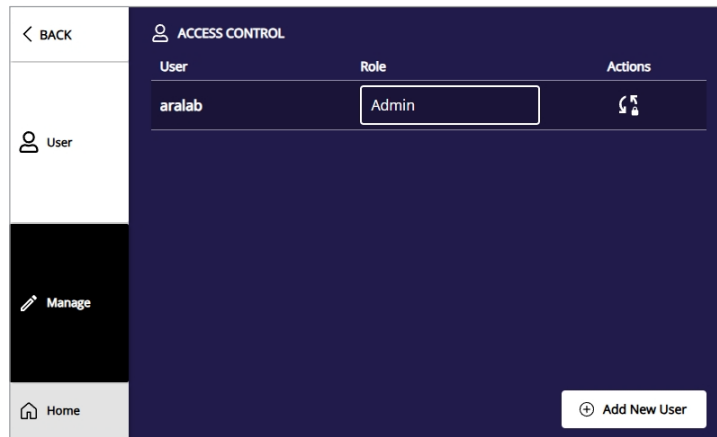 BACK
ACCESS CONTROL
User Role Actions
aralab Admin
User
Manage
Home
Add New User